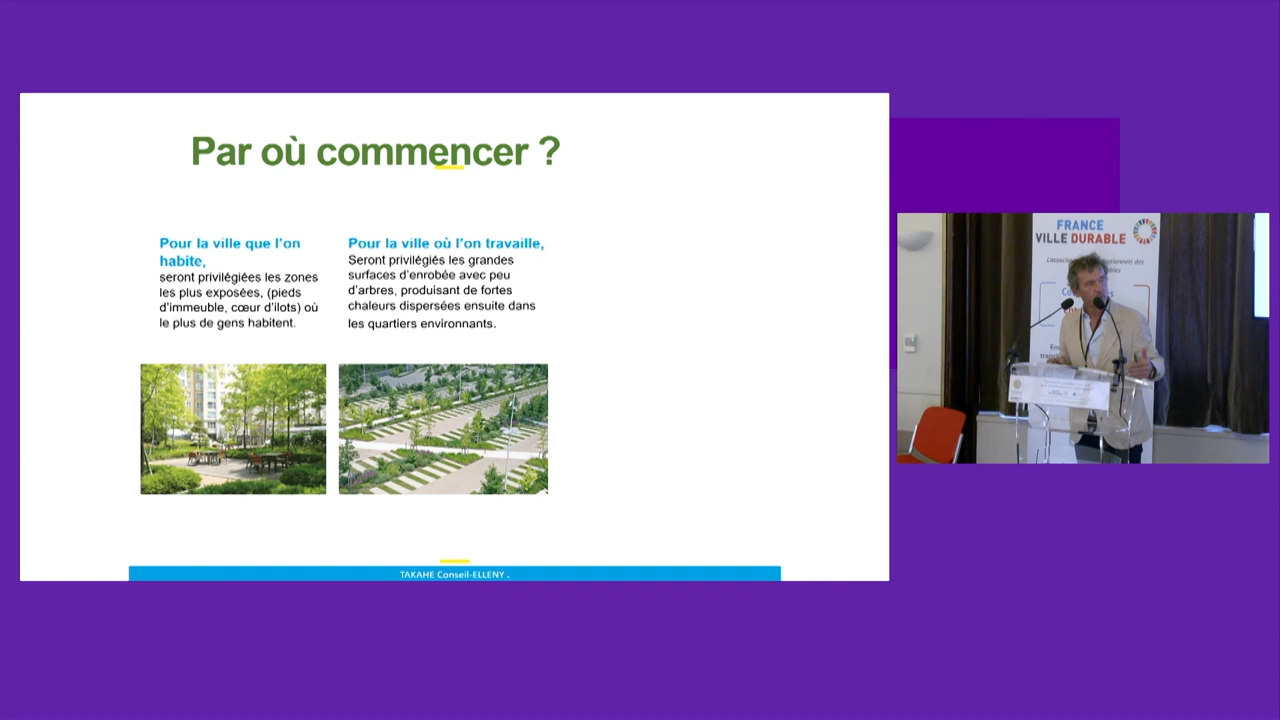 Par où commencer ?
Pour la ville que l'on
habite,
seront privilégiées les zones
les plus exposées, (pieds
d'immeuble, cœur d'ilots) où
le plus de gens habitent.
Pour la ville où l'on travaille,
Seront privilégiés les grandes
surfaces d'enrobée avec peu
d'arbres, produisant de fortes
chaleurs dispersées ensuite dans
les quartiers environnants.
TAKAHE Conseil-ELLENY .
FRANCE
VILLE DURABLE